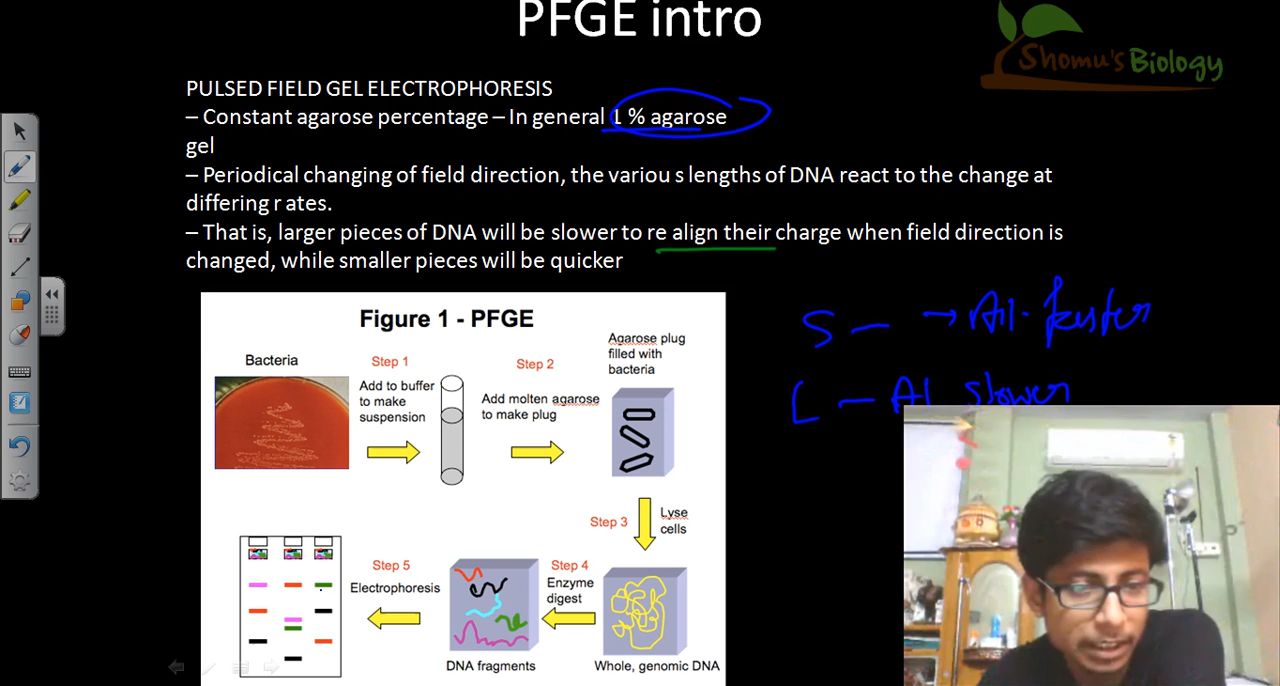 PFGE intro
Shomu's Biology
PULSED FIELD GEL ELECTROPHORESIS
– Constant agarose percentage – In general 1 % agarose
gel
– Periodical changing of field direction, the variou s lengths of DNA react to the change at
differing r ates.
– That is, larger pieces of DNA will be slower to re align their charge when field direction is
changed, while smaller pieces will be quicker
S — → Al. faster
L — Al slower
Figure 1 - PFGE
Bacteria
Step 1
Add to buffer
to make
suspension
Step 2
Add molten agarose
to make plug
Agarose plug
filled with
bacteria
Step 3
Lyse
cells
Step 4
Enzyme
digest
Step 5
Electrophoresis
DNA fragments
Whole, genomic DNA